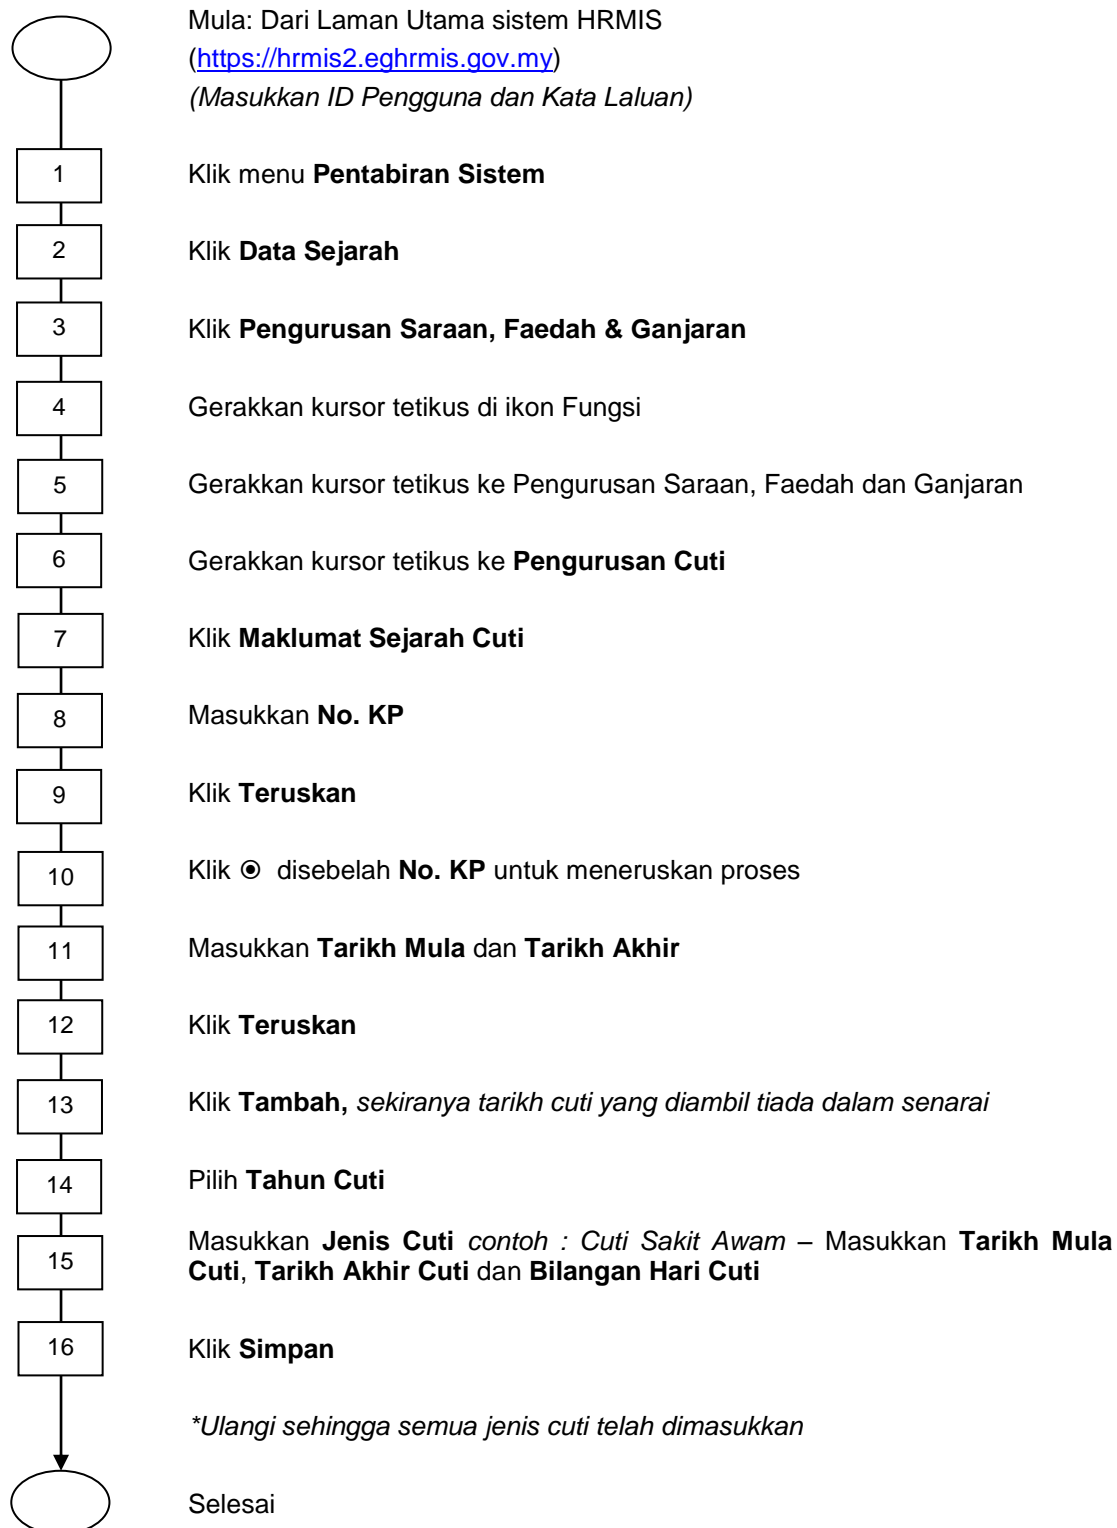 Mula: Dari Laman Utama sistem HRMIS
(https://hrmis2.eghrmis.gov.my)
(Masukkan ID Pengguna dan Kata Laluan)
1 Klik menu Pentabiran Sistem
2 Klik Data Sejarah
3 Klik Pengurusan Saraan, Faedah & Ganjaran
4 Gerakkan kursor tetikus di ikon Fungsi
5 Gerakkan kursor tetikus ke Pengurusan Saraan, Faedah dan Ganjaran
6 Gerakkan kursor tetikus ke Pengurusan Cuti
7 Klik Maklumat Sejarah Cuti
8 Masukkan No. KP
9 Klik Teruskan
10 Klik ◉ disebelah No. KP untuk meneruskan proses
11 Masukkan Tarikh Mula dan Tarikh Akhir
12 Klik Teruskan
13 Klik Tambah, sekiranya tarikh cuti yang diambil tiada dalam senarai
14 Pilih Tahun Cuti
15 Masukkan Jenis Cuti contoh : Cuti Sakit Awam – Masukkan Tarikh Mula
Cuti, Tarikh Akhir Cuti dan Bilangan Hari Cuti
16 Klik Simpan
*Ulangi sehingga semua jenis cuti telah dimasukkan
Selesai